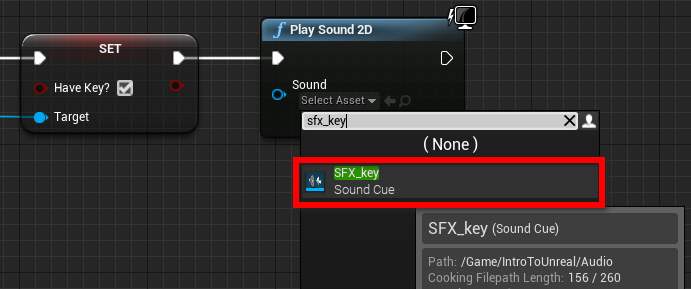 SET
Have Key?
Target
f Play Sound 2D
Sound
Select Asset
sfx_key
( None )
SFX_key
Sound Cue
SFX_key (Sound Cue)
Path: /Game/IntroToUnreal/Audio
Cooking Filepath Length: 156 / 260